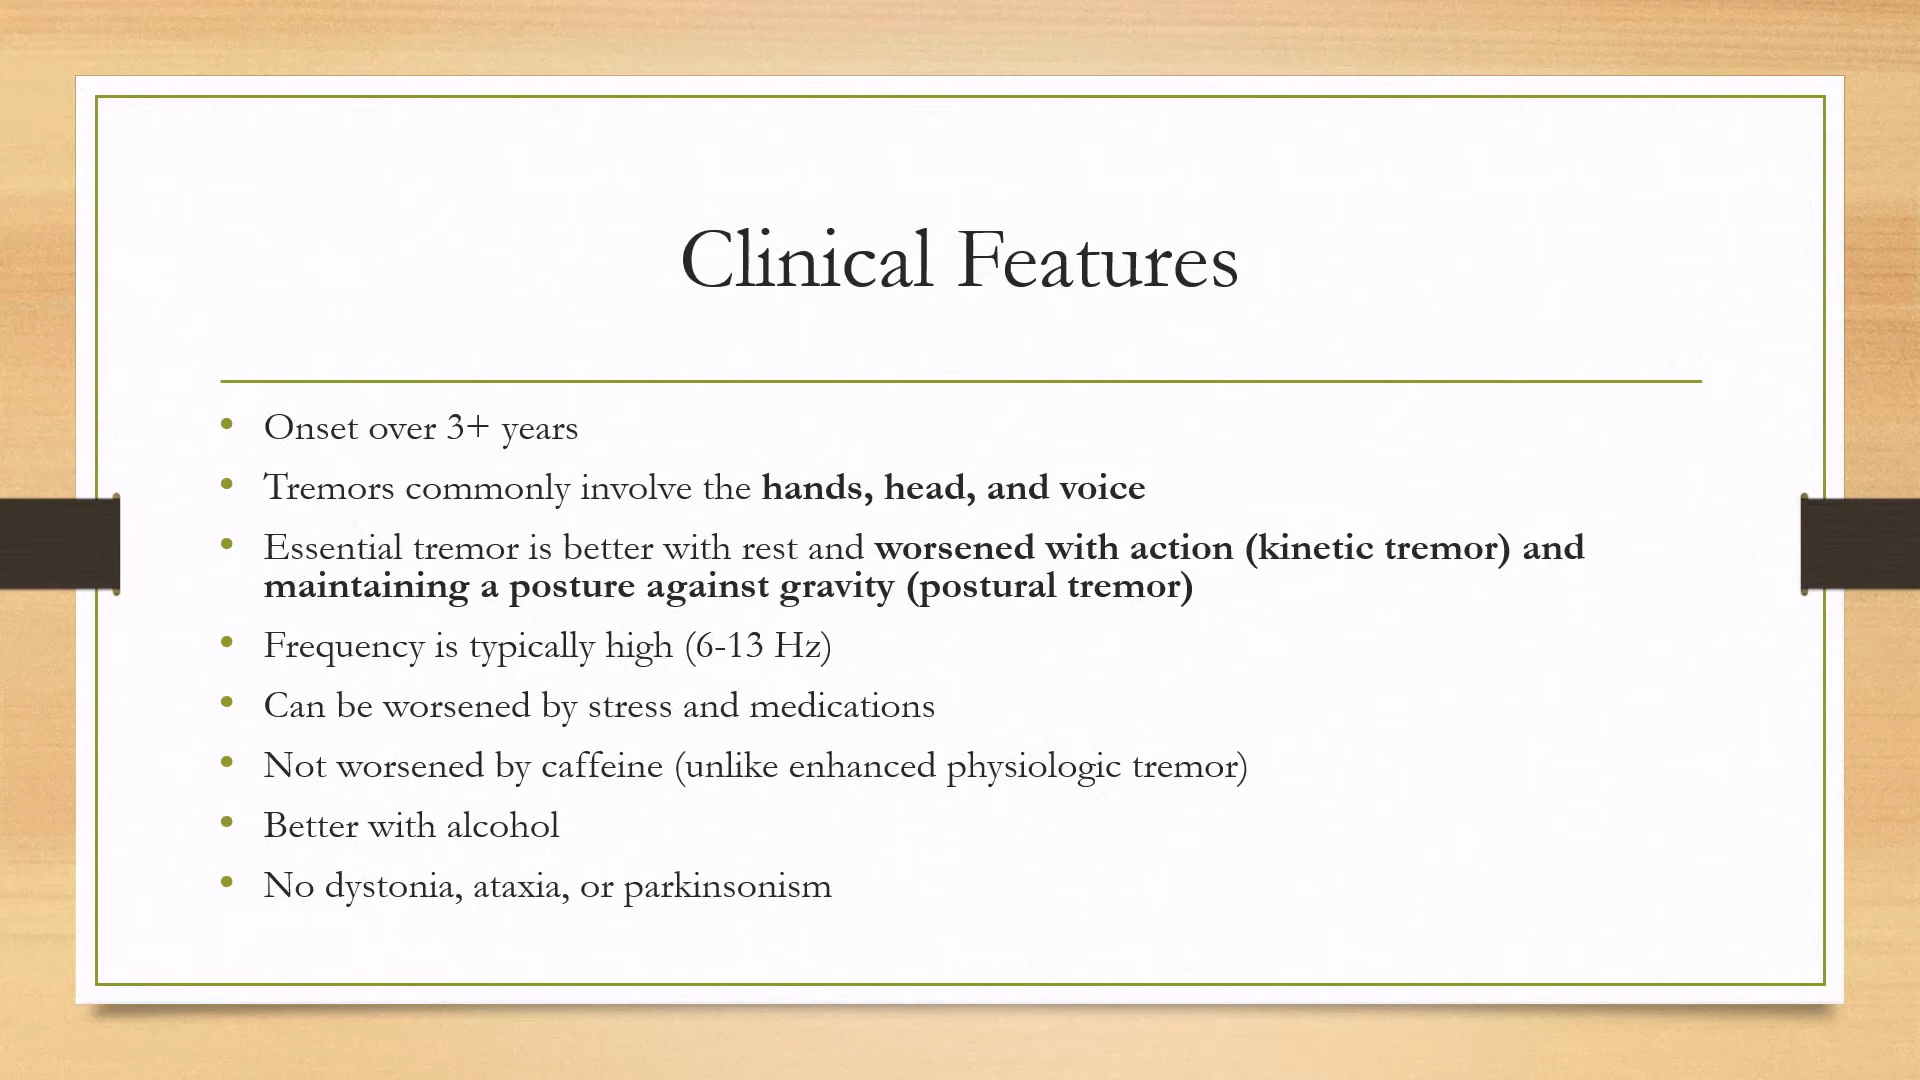 Clinical Features
• Onset over 3+ years
• Tremors commonly involve the hands, head, and voice
• Essential tremor is better with rest and worsened with action (kinetic tremor) and
maintaining a posture against gravity (postural tremor)
• Frequency is typically high (6-13 Hz)
• Can be worsened by stress and medications
• Not worsened by caffeine (unlike enhanced physiologic tremor)
• Better with alcohol
• No dystonia, ataxia, or parkinsonism